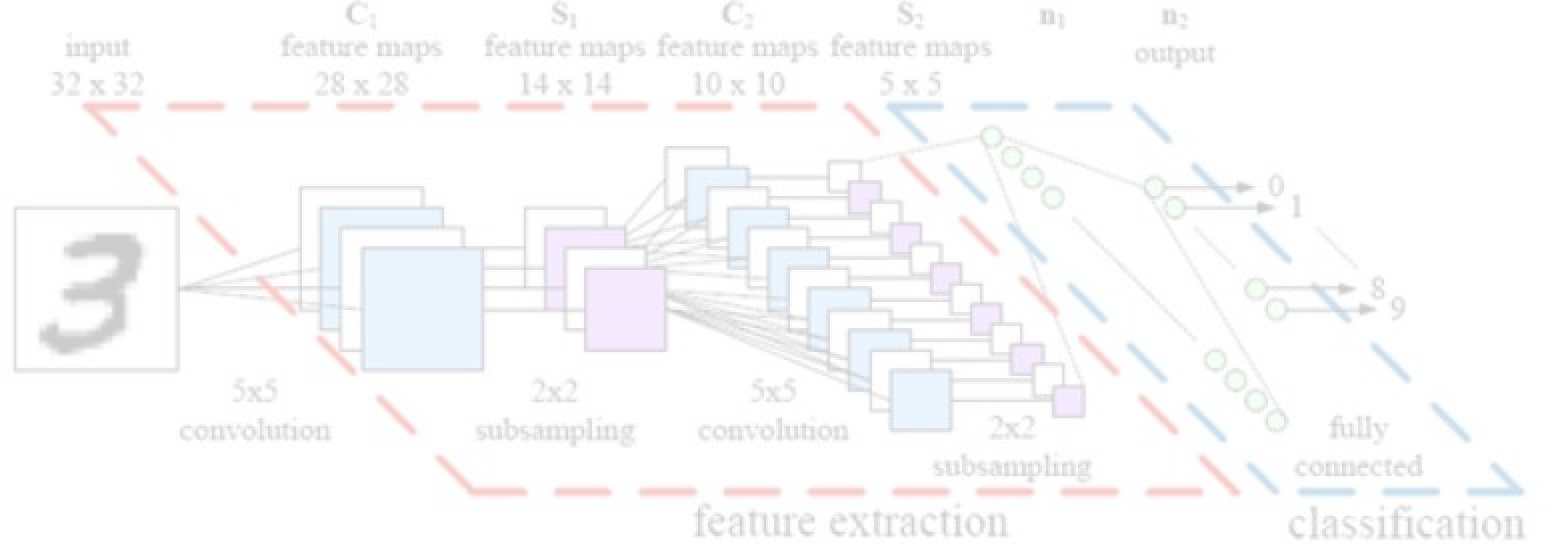 C1
S1
C2
S2
n1
n2
input
feature maps
feature maps
feature maps
feature maps
output
32 x 32
28 x 28
14 x 14
10 x 10
5 x 5
0
1
3
8
9
5x5
convolution
2x2
subsampling
5x5
convolution
2x2
subsampling
fully
connected
feature extraction
classification